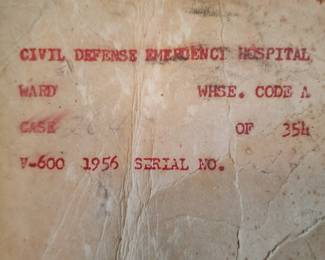 CIVIL DEFENSE EMERGENCY HOSPITAL
WARD WHSE. CODE A
CASE OF 354
V-600 1956 SERIAL NO.